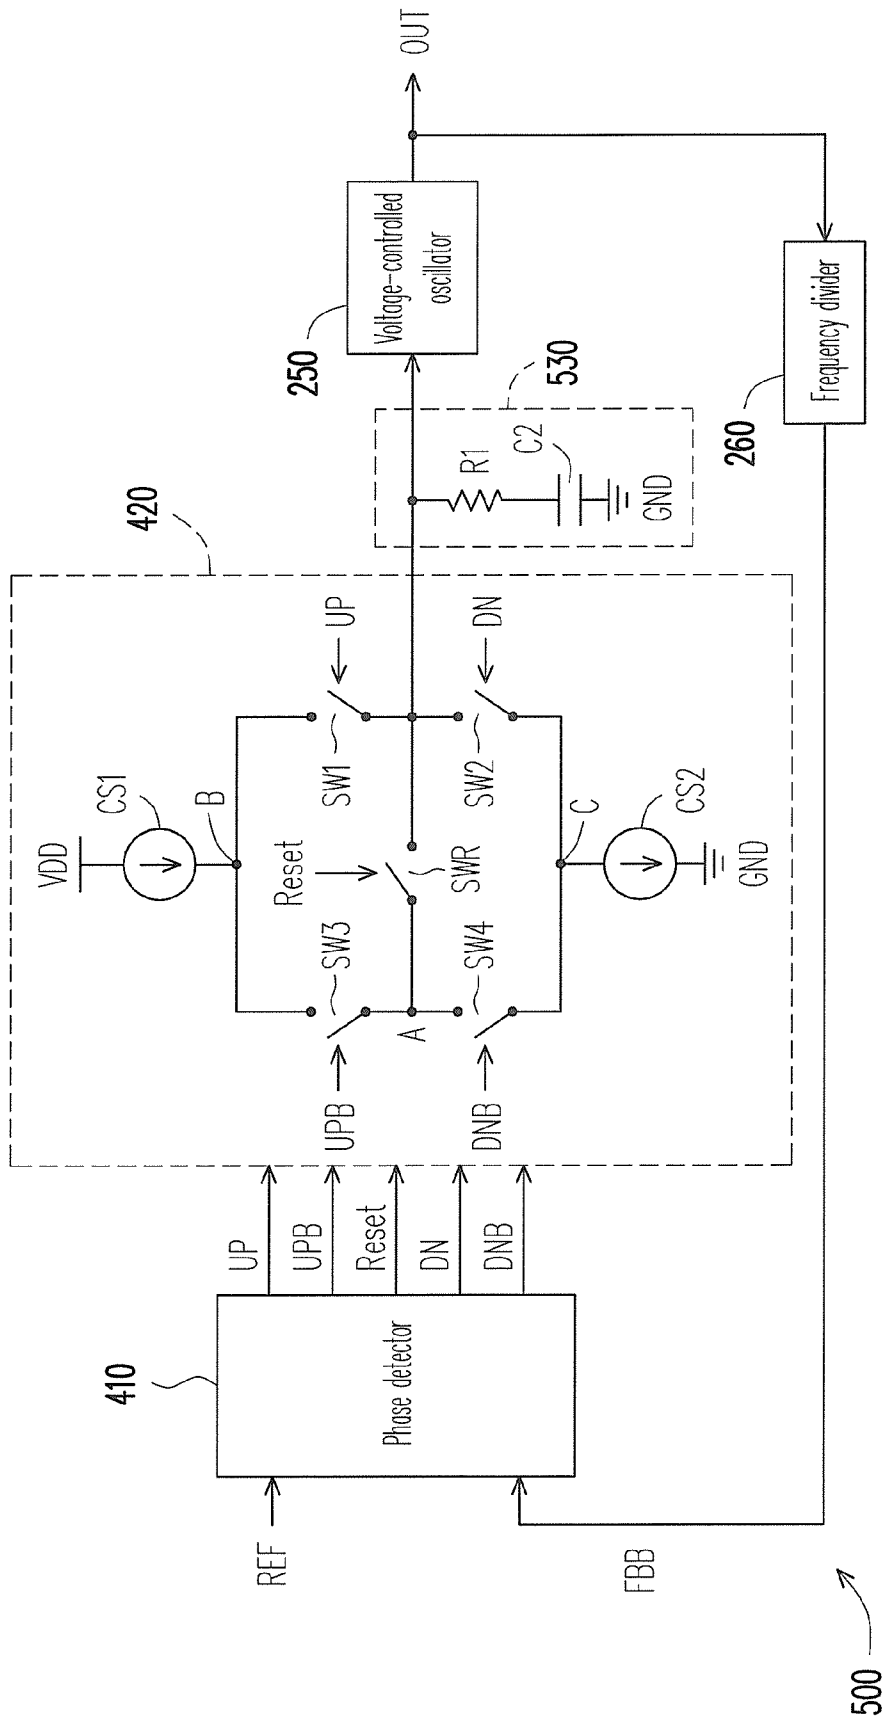 420
VDD
CS1
B
UPB
SW3
Reset
SW1
UP
A
SWR
DNB
SW4
SW2
DN
C
CS2
GND
410
Phase detector
REF
FBB
UP
UPB
Reset
DN
DNB
530
R1
C2
GND
250
Voltage-controlled
oscillator
OUT
260
Frequency divider
500